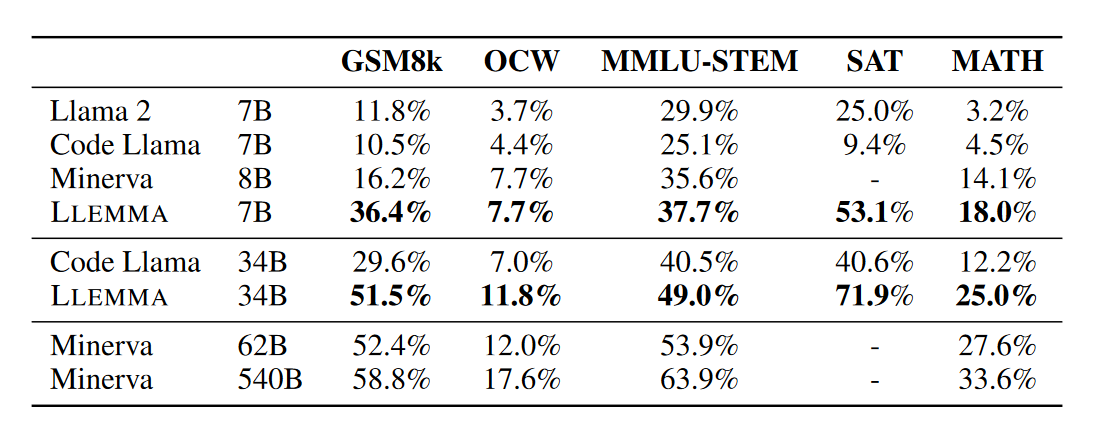 GSM8k OCW MMLU-STEM SAT MATH
Llama 2 7B 11.8% 3.7% 29.9% 25.0% 3.2%
Code Llama 7B 10.5% 4.4% 25.1% 9.4% 4.5%
Minerva 8B 16.2% 7.7% 35.6% - 14.1%
LLEMMA 7B 36.4% 7.7% 37.7% 53.1% 18.0%
Code Llama 34B 29.6% 7.0% 40.5% 40.6% 12.2%
LLEMMA 34B 51.5% 11.8% 49.0% 71.9% 25.0%
Minerva 62B 52.4% 12.0% 53.9% - 27.6%
Minerva 540B 58.8% 17.6% 63.9% - 33.6%